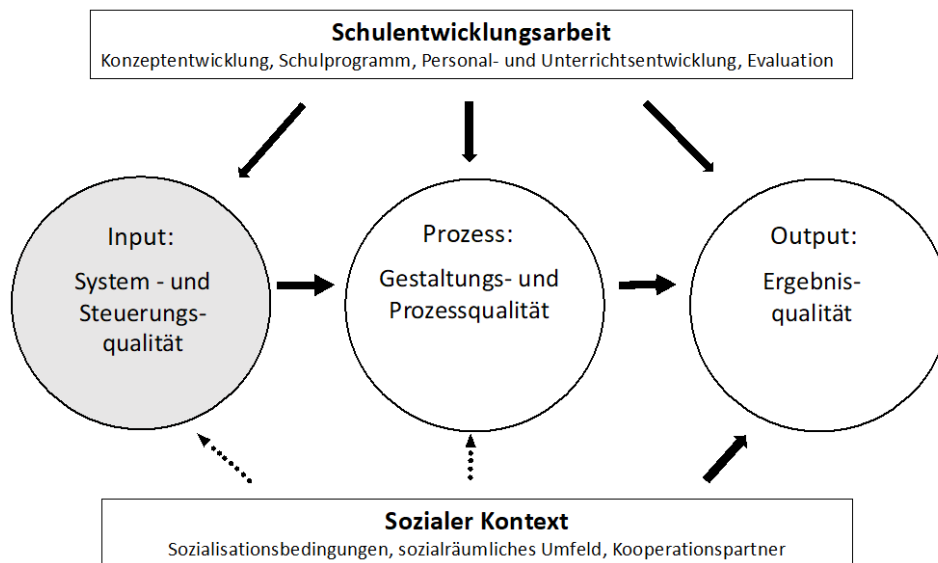 Schulentwicklungsarbeit
Konzeptentwicklung, Schulprogramm, Personal- und Unterrichtsentwicklung, Evaluation
Input:
System - und
Steuerungs-
qualität
Prozess:
Gestaltungs- und
Prozessqualität
Output:
Ergebnis-
qualität
Sozialer Kontext
Sozialisationsbedingungen, sozialräumliches Umfeld, Kooperationspartner